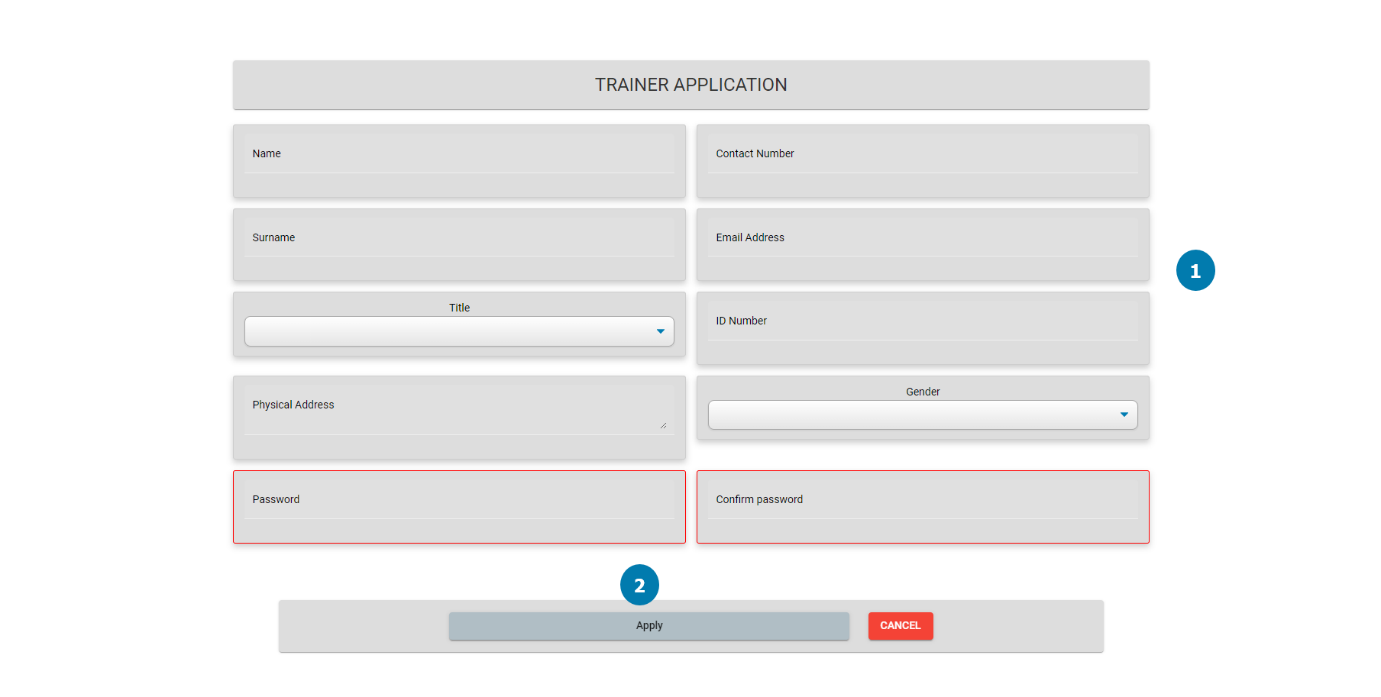 TRAINER APPLICATION
Name
Contact Number
Surname
Email Address
1
Title
ID Number
Physical Address
Gender
Password
Confirm password
2
Apply
CANCEL